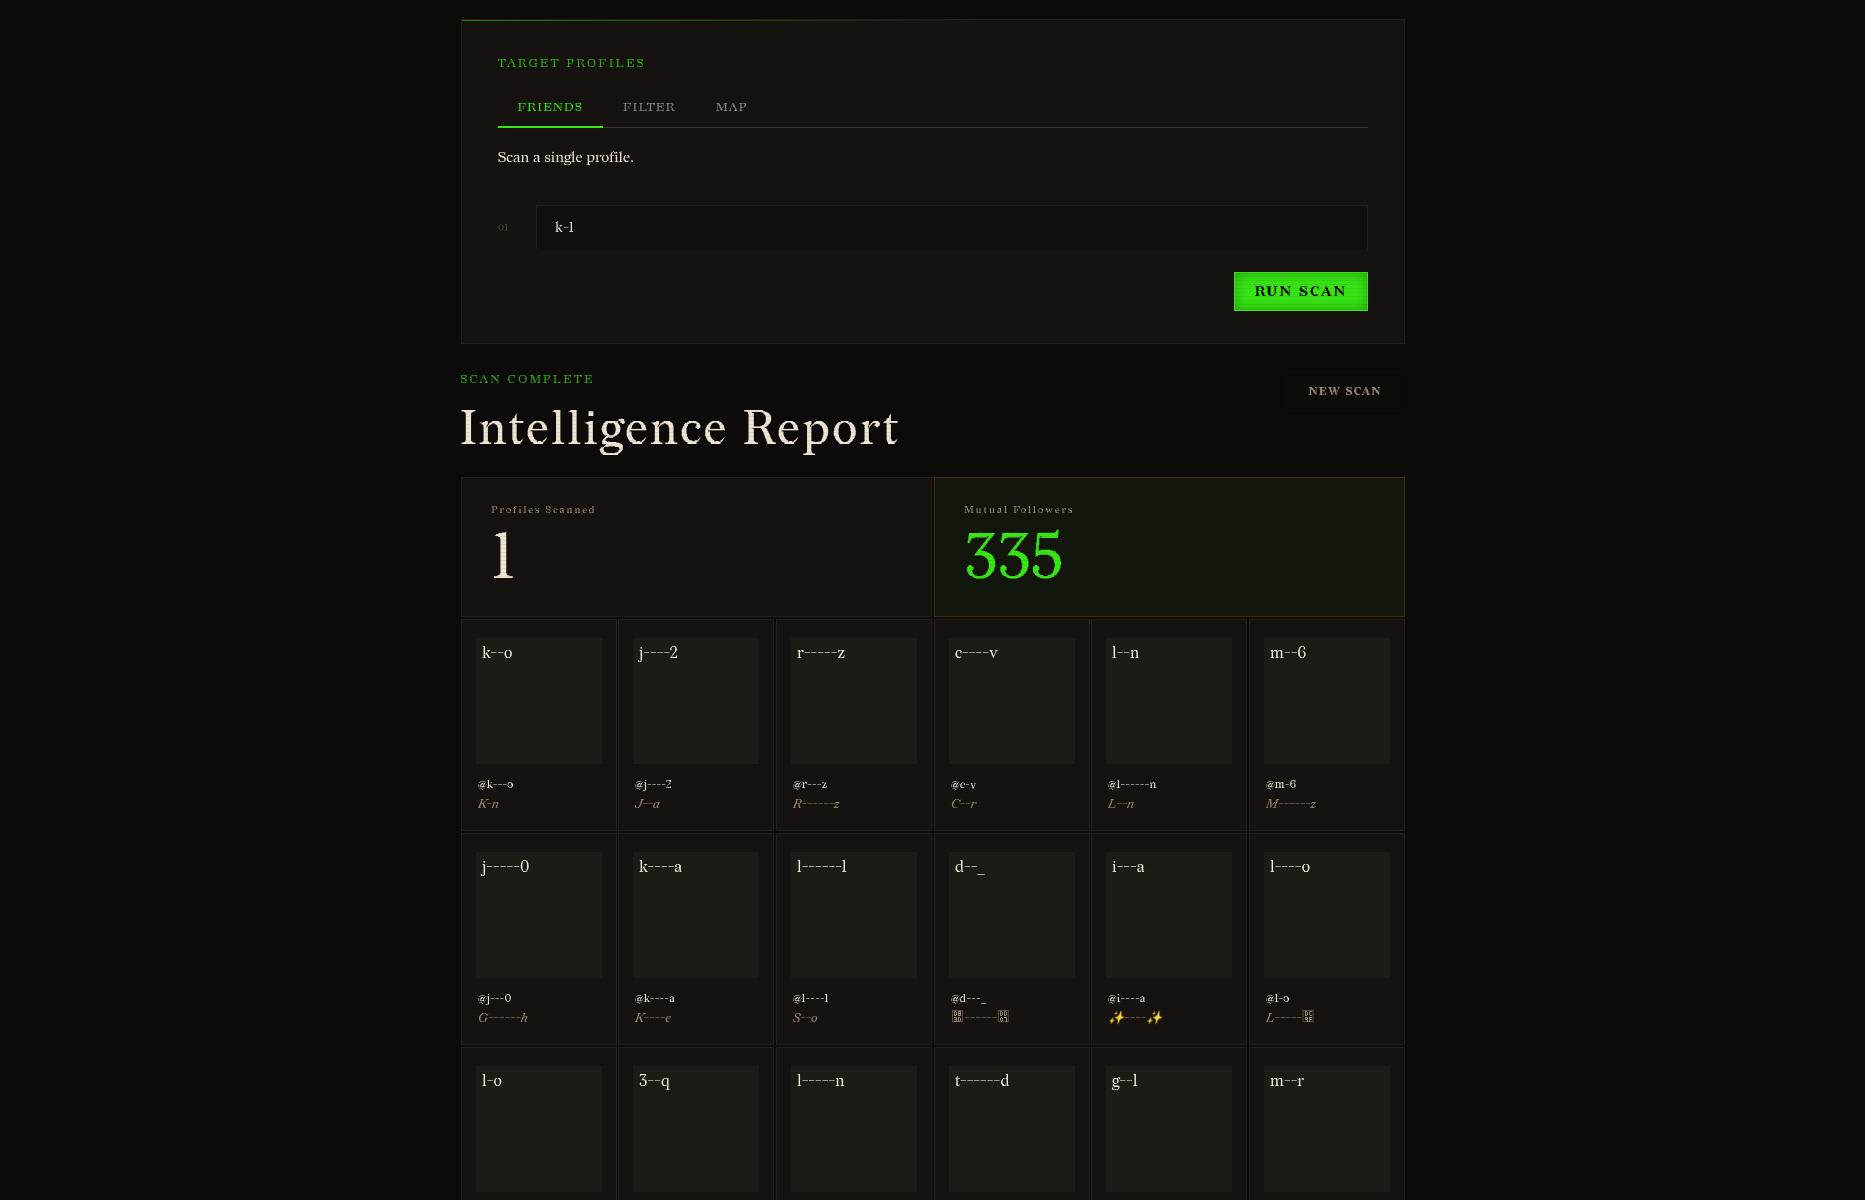 TARGET PROFILES
FRIENDS FILTER MAP
Scan a single profile.
01 k-l
RUN SCAN
SCAN COMPLETE
NEW SCAN
Intelligence Report
Profiles Scanned
1
Mutual Followers
335
k--o
@k---o
K-n
j----2
@j----2
J--a
r-----z
@r---z
R------z
c----v
@c-v
C--r
l--n
@l------n
L--n
m--6
@m-6
M------z
j-----0
@j---0
G------h
k----a
@k----a
K----e
l------l
@l----l
S--o
d--_
@d---_
i---a
@i----a
✨----✨
l----o
@l-o
L-----
l-o
3--q
l-----n
t------d
g--l
m--r